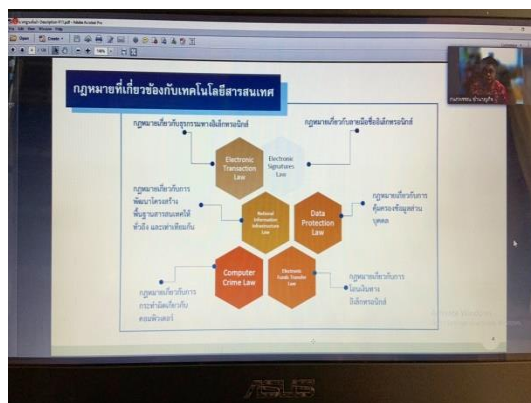 File Edit View Window Help
Open
Create
กฎหมายที่เกี่ยวข้องกับเทคโนโลยีสารสนเทศ
กฎหมายเกี่ยวกับธุรกรรมทางอิเล็กทรอนิกส์
กฎหมายเกี่ยวกับลายมือชื่ออิเล็กทรอนิกส์
Electronic
Transaction
Law
Electronic
Signatures
Law
กฎหมายเกี่ยวกับการ
พัฒนาโครงสร้าง
พื้นฐานสารสนเทศให้
ทั่วถึง และเท่าเทียมกัน
National
Information
Infrastructure
Law
Data
Protection
Law
กฎหมายเกี่ยวกับการ
คุ้มครองข้อมูลส่วน
บุคคล
Computer
Crime Law
Electronic
Funds Transfer
Law
กฎหมายเกี่ยวกับการ
กระทำผิดเกี่ยวกับ
คอมพิวเตอร์
กฎหมายเกี่ยวกับการ
โอนเงินทาง
อิเล็กทรอนิกส์
ASUS